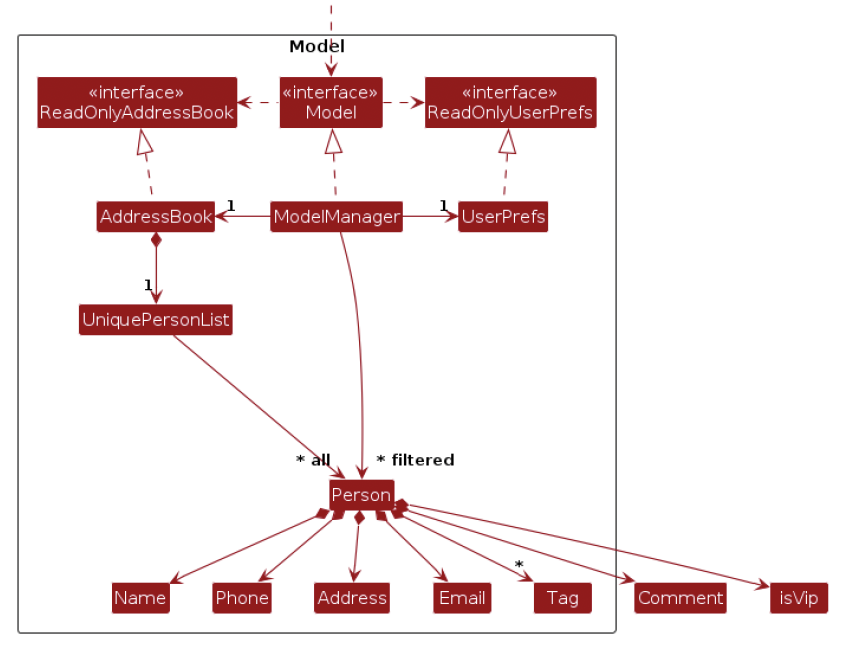 Model
«interface»
ReadOnlyAddressBook
«interface»
Model
«interface»
ReadOnlyUserPrefs
AddressBook
1
ModelManager
1
UserPrefs
1
UniquePersonList
* all
* filtered
Person
*
Name
Phone
Address
Email
Tag
Comment
isVip